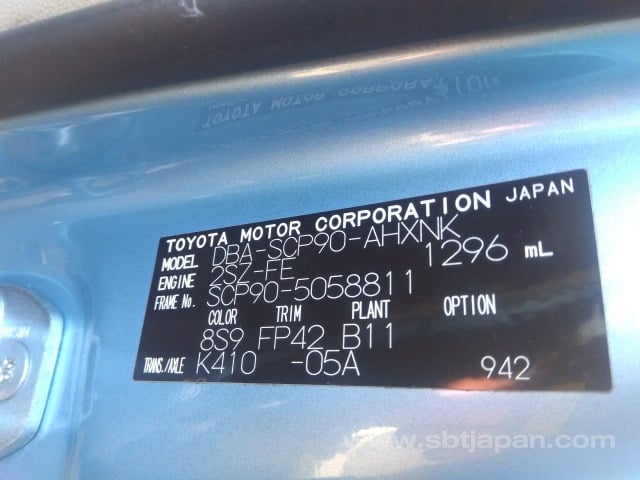 TOYOTA MOTOR CORPORATION JAPAN
MODEL DBA-SCP90-AHXNK
ENGINE 2SZ-FE 1296 mL
FRAME No. SCP90-5058811
COLOR TRIM PLANT OPTION
8S9 FP42 B11
TRANS./AXLE K410 -05A 942
www.sbtjapan.com